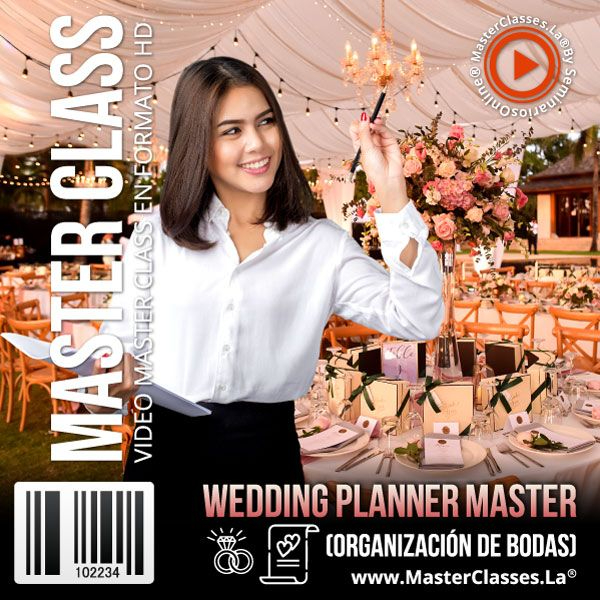 MASTER CLASS
VIDEO MASTER CLASS EN FORMATO HD
MasterClasses.La®By SeminariosOnline®
102234
WEDDING PLANNER MASTER
(ORGANIZACIÓN DE BODAS)
www.MasterClasses.La®